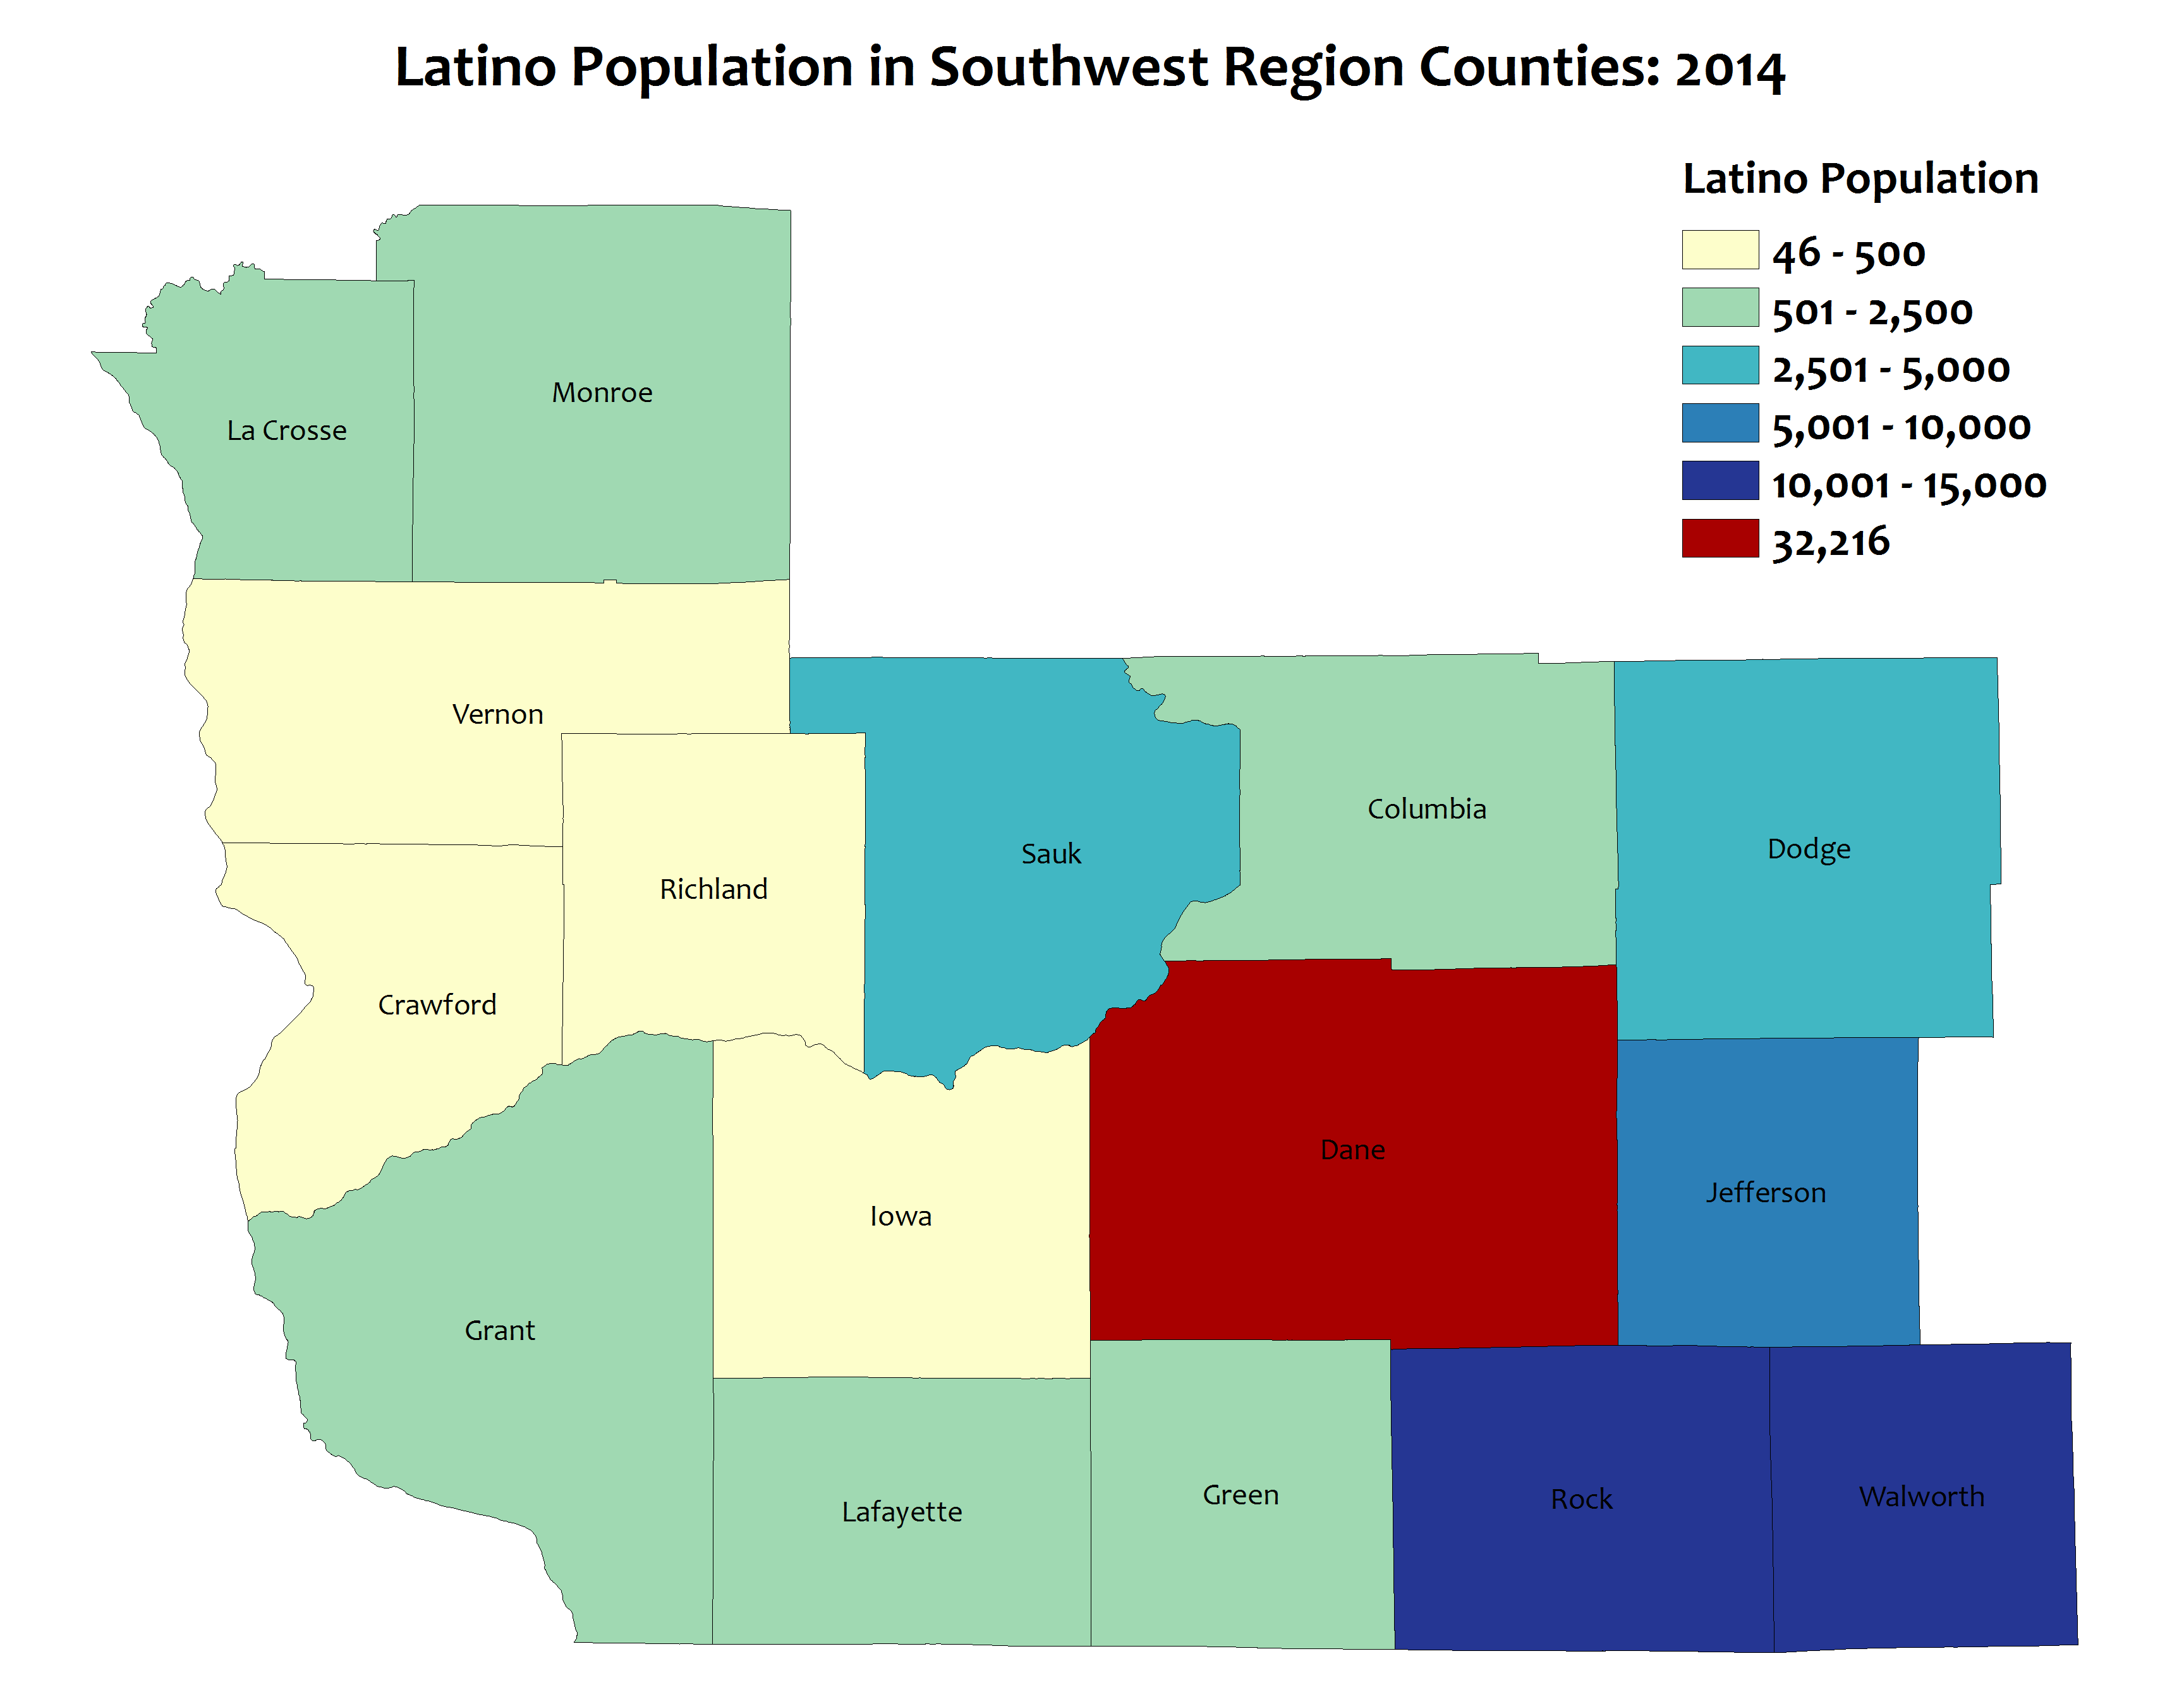 Latino Population in Southwest Region Counties: 2014
Latino Population
46 - 500
501 - 2,500
2,501 - 5,000
5,001 - 10,000
10,001 - 15,000
32,216
Monroe
La Crosse
Vernon
Columbia
Dodge
Sauk
Richland
Crawford
Dane
Jefferson
Iowa
Grant
Green
Walworth
Rock
Lafayette